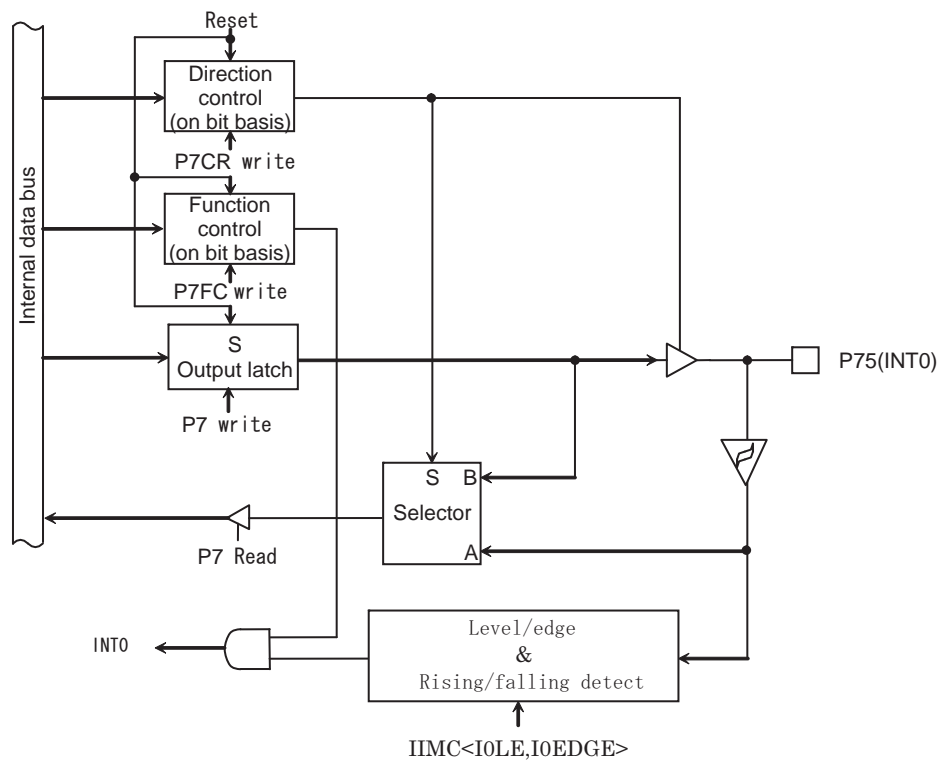 Reset
Internal data bus
Direction
control
(on bit basis)
P7CR write
Function
control
(on bit basis)
P7FC write
S
Output latch
P7 write
P75(INT0)
S B
Selector
A
P7 Read
INT0
Level/edge
&
Rising/falling detect
IIMC<I0LE,I0EDGE>